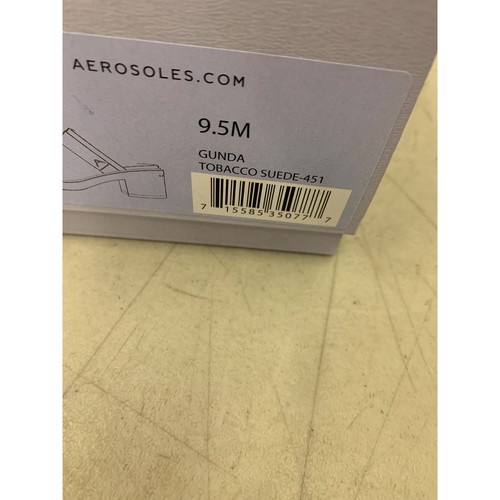 AEROSOLES.COM
9.5M
GUNDA
TOBACCO SUEDE-451
7 15585 35077 7